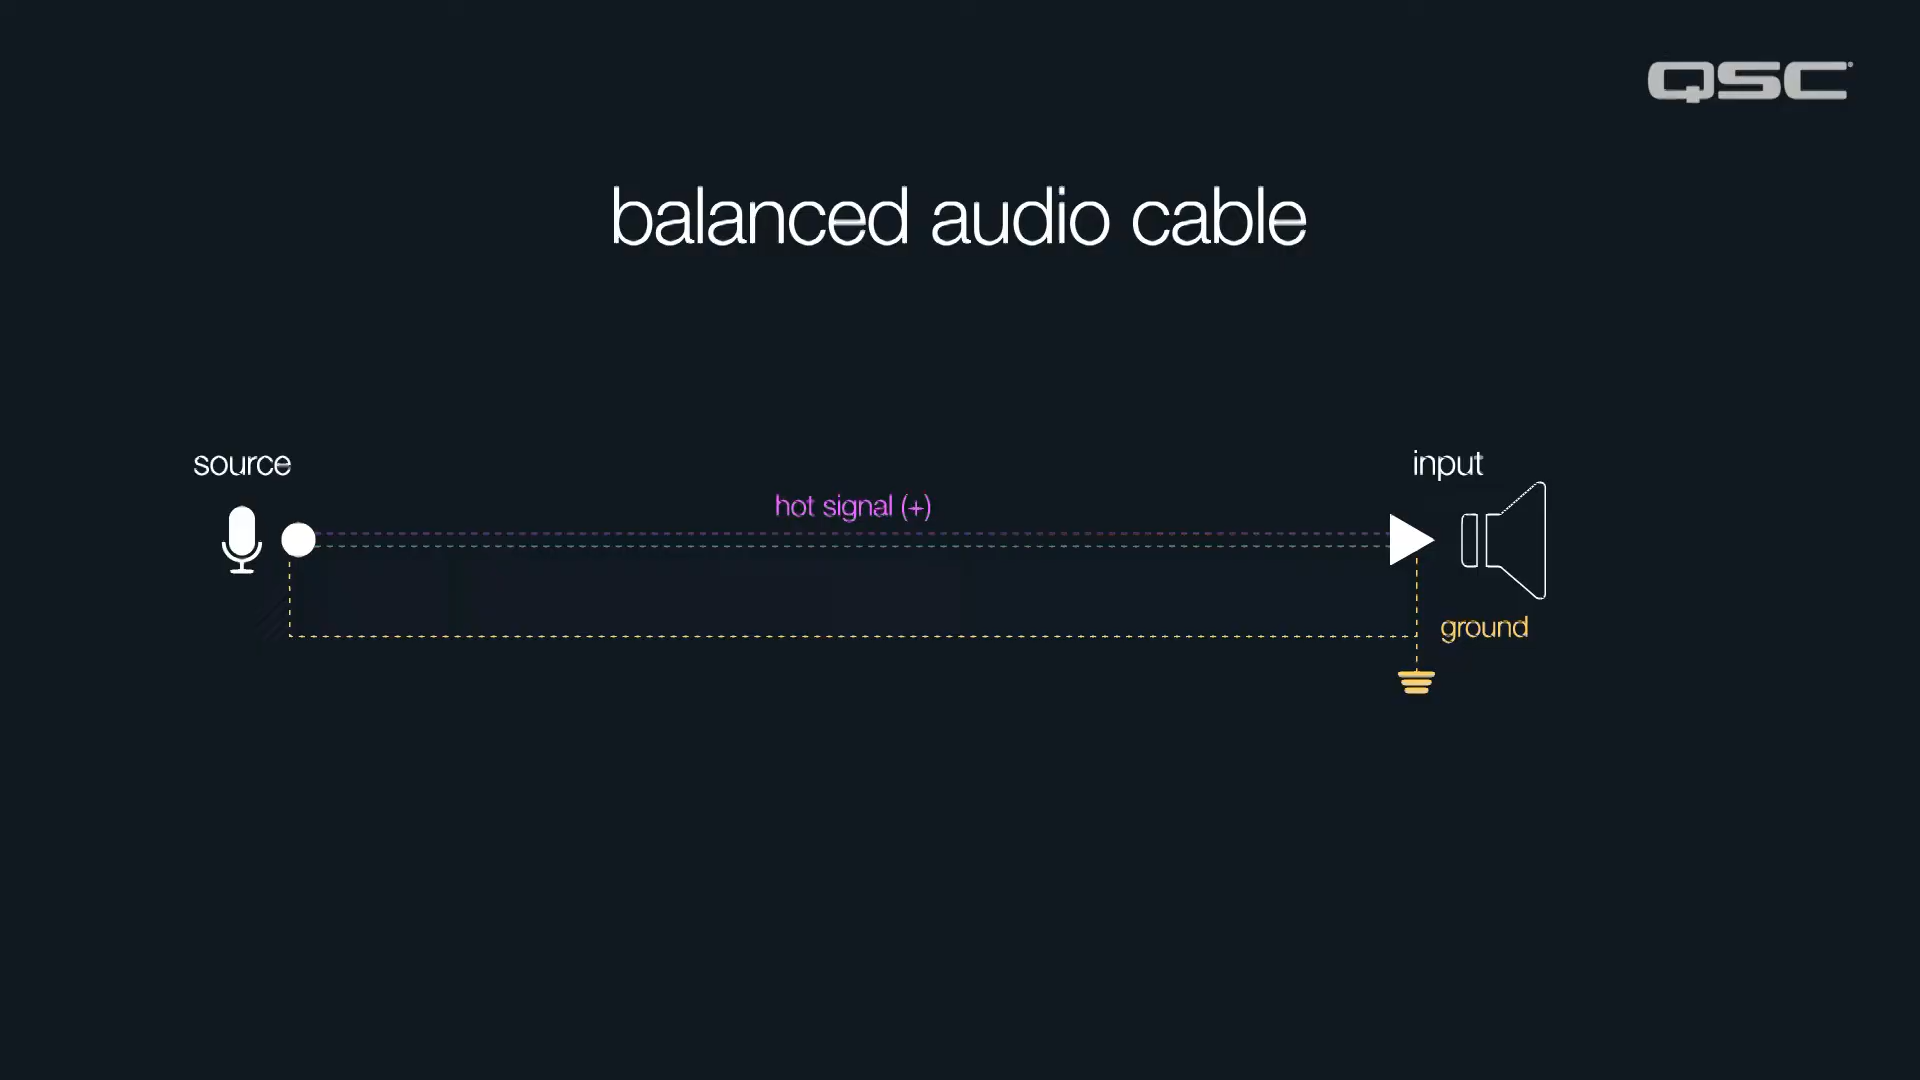 QSC
balanced audio cable
source
input
hot signal (+)
ground